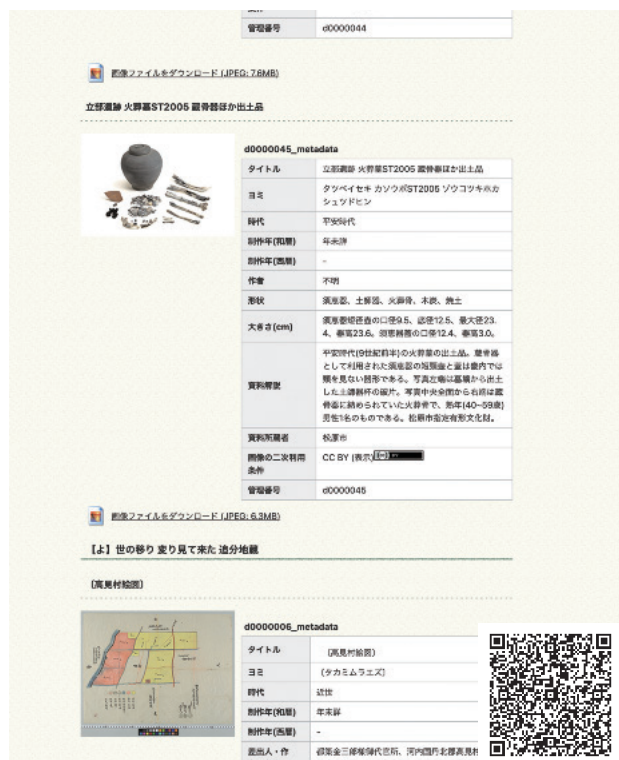 管理番号 d0000044
画像ファイルをダウンロード (JPEG: 7.6MB)
立部遺跡 火葬墓ST2005 蔵骨器ほか出土品
d0000045_metadata
タイトル 立部遺跡 火葬墓ST2005 蔵骨器ほか出土品
ヨミ タツベイセキ カソウボST2005 ゾウコツキホカ
シュツドヒン
時代 平安時代
制作年(和暦) 年未詳
制作年(西暦) -
作者 不明
形状 須恵器、土師器、火葬骨、木炭、焼土
大きさ(cm) 須恵器短頸壺の口径9.5、底径12.5、最大径23.
4、器高23.6。須恵器蓋の口径12.4、器高3.0。
平安時代(9世紀前半)の火葬墓の出土品。蔵骨器
として利用された須恵器の短頸壺と蓋は畿内では
類を見ない器形である。写真左端は墓壙から出土
資料解説 した土師器杯の破片。写真中央全面から右班は蔵
骨器に納められていた火葬骨で、熟年(40~59歳)
男性1名のものである。松原市指定有形文化財。
資料所蔵者 松原市
画像の二次利用
条件 CC BY (表示)
管理番号 d0000045
画像ファイルをダウンロード (JPEG: 6.3MB)
【よ】世の移り 変り見て来た 追分地蔵
〔高見村絵図〕
d0000006_metadata
タイトル 〔高見村絵図〕
ヨミ 〔タカミムラエズ〕
時代 近世
制作年(和暦) 年未詳
制作年(西暦) -
差出人・作